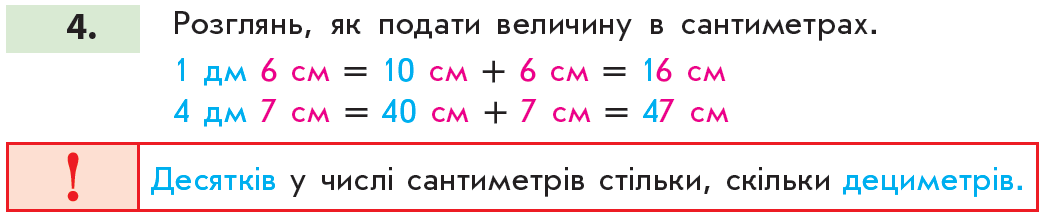 4. Розглянь, як подати величину в сантиметрах.
1 дм 6 см = 10 см + 6 см = 16 см
4 дм 7 см = 40 см + 7 см = 47 см
! Десятків у числі сантиметрів стільки, скільки дециметрів.